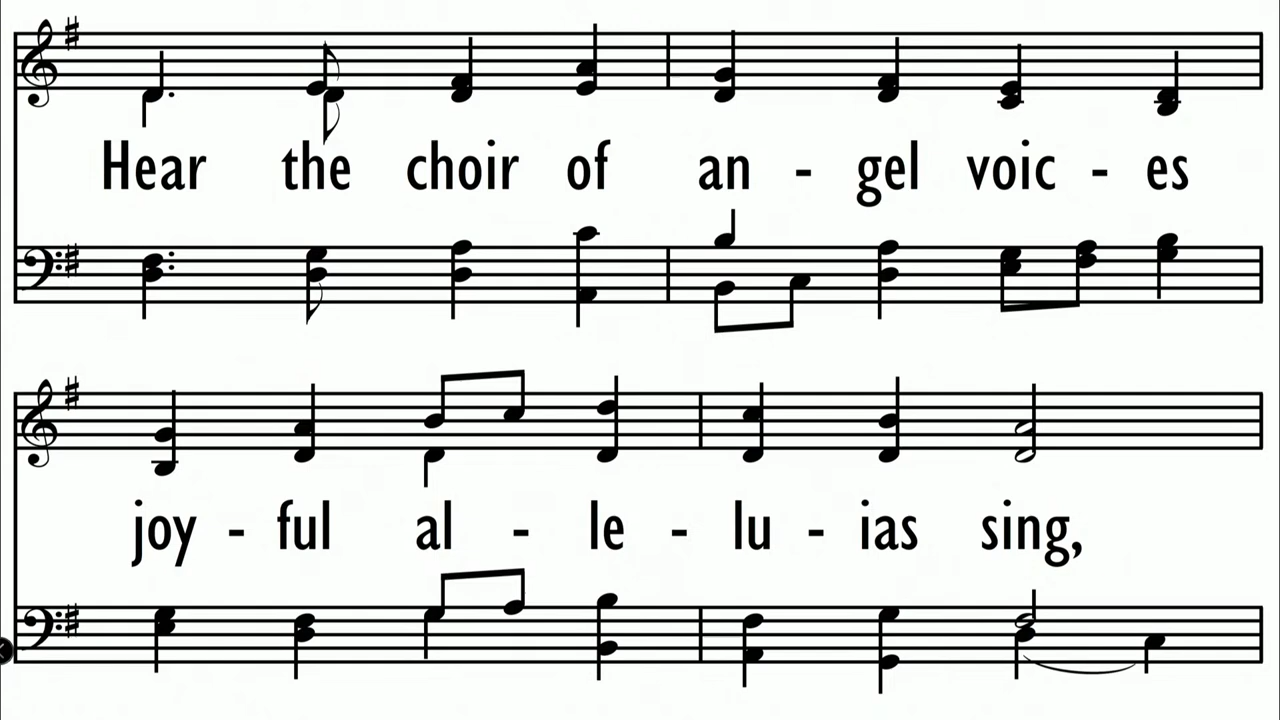 Hear the choir of an - gel voic - es
joy - ful al - le - lu - ias sing,